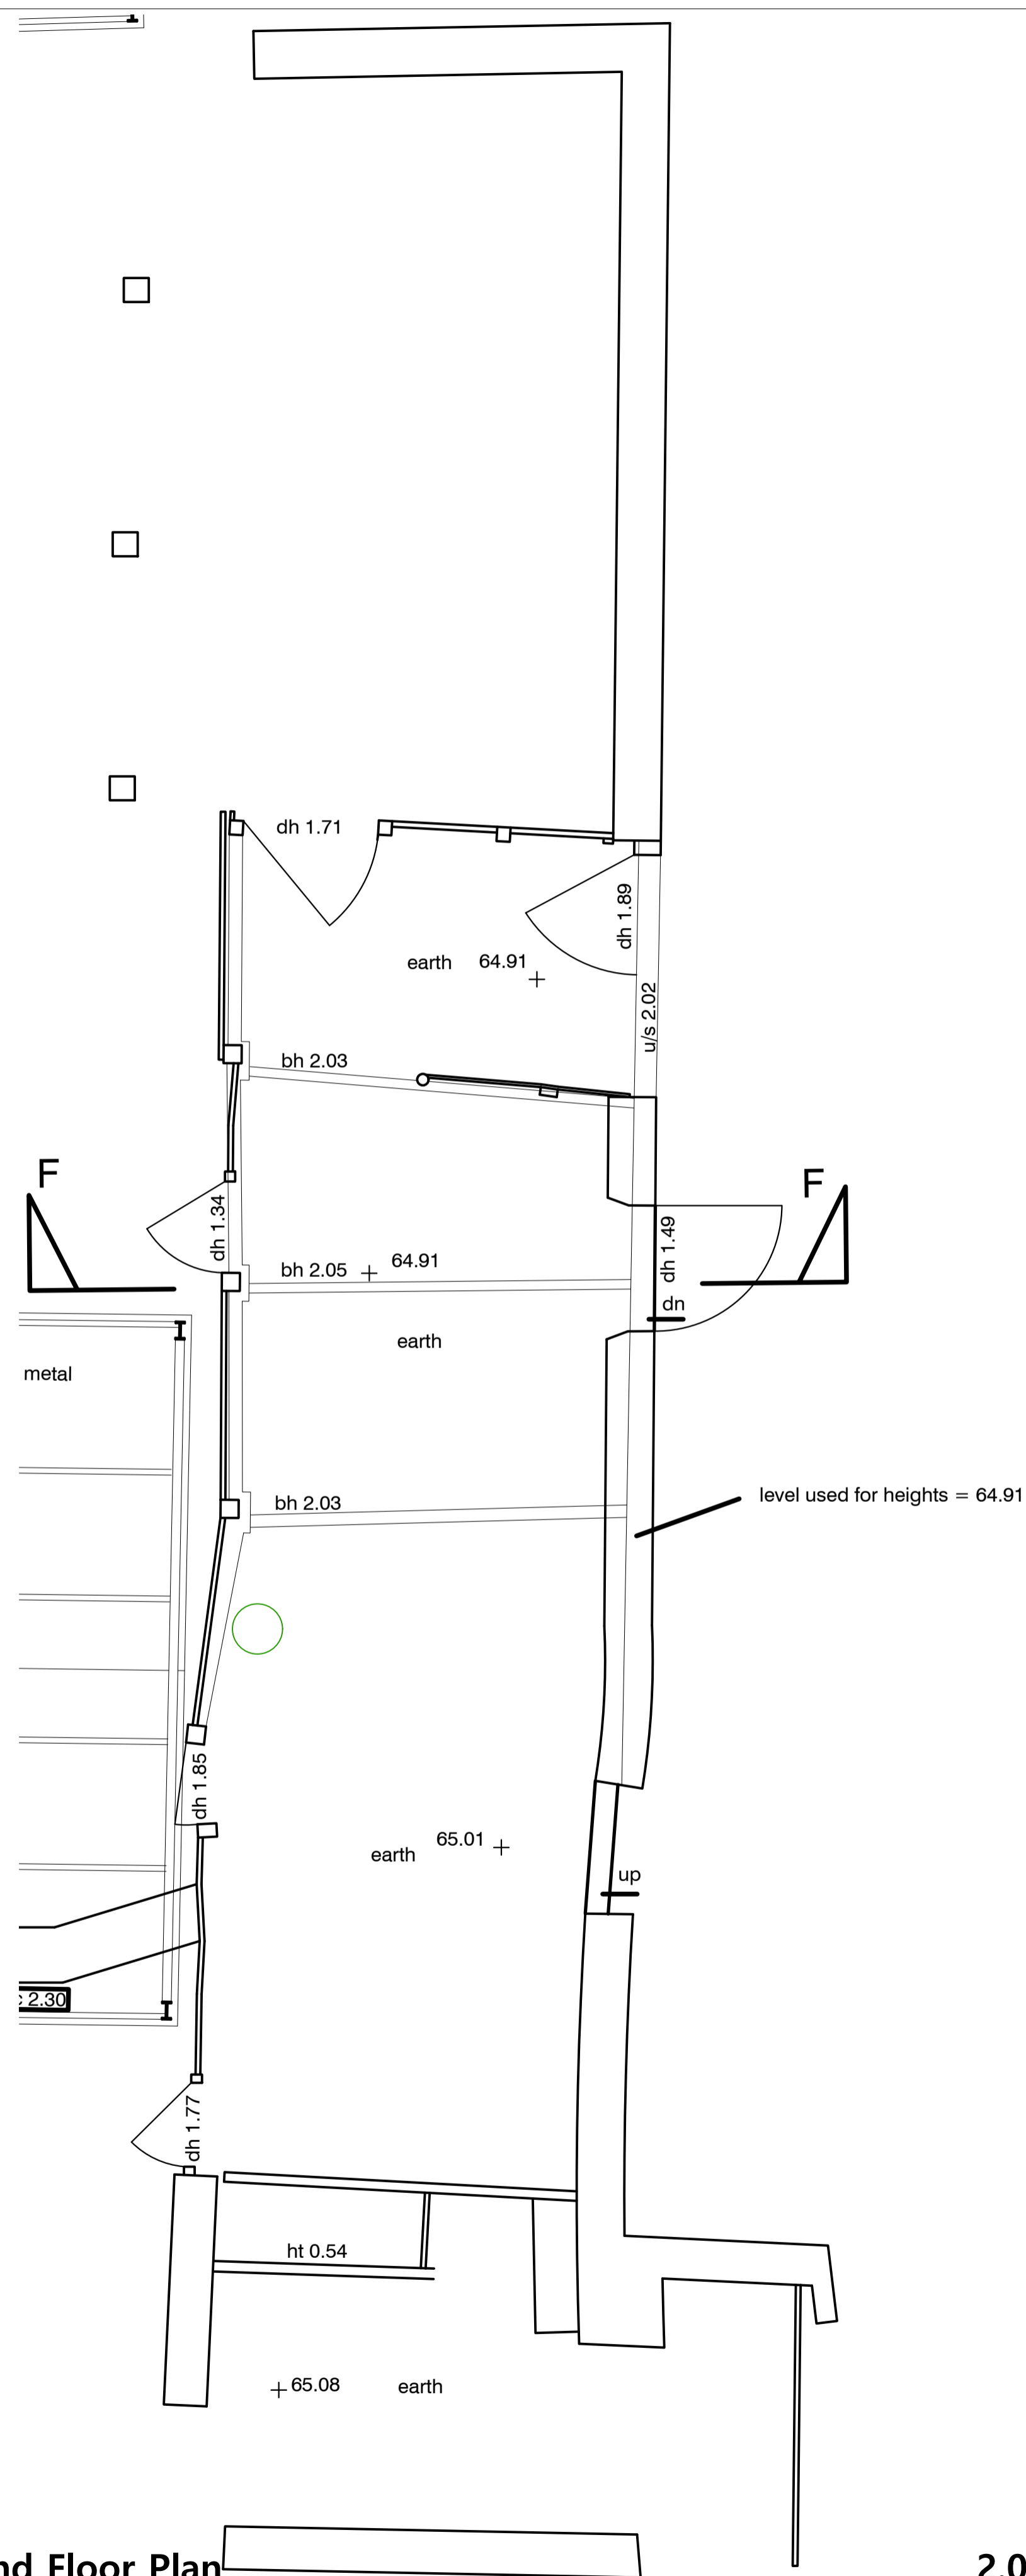 dh 1.71
dh 1.89
earth 64.91
u/s 2.02
bh 2.03
F
F
dh 1.34
dh 1.49
bh 2.05 64.91
dn
earth
metal
bh 2.03
level used for heights = 64.91
dh 1.85
65.01
earth
up
2.30
dh 1.77
ht 0.54
65.08 earth
Floor Plan
2.0